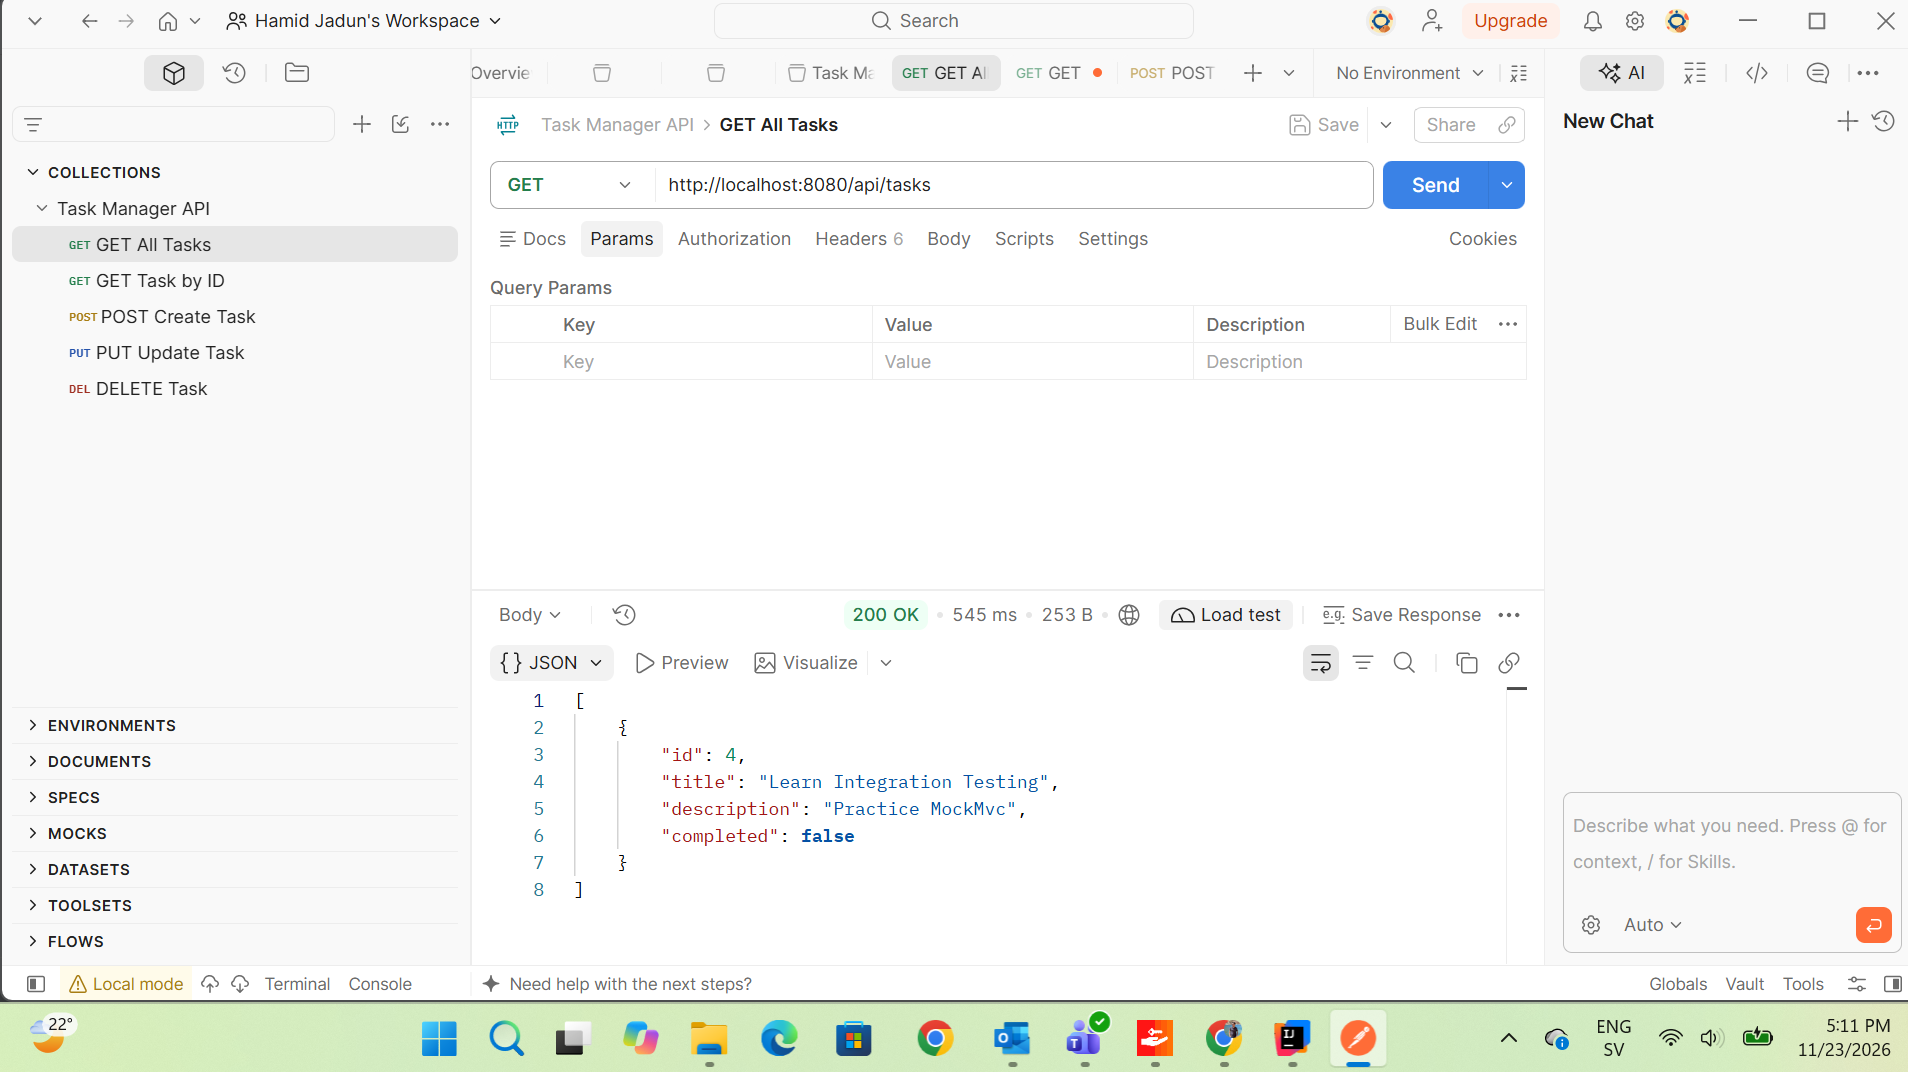 Hamid Jadun's Workspace
Search
Upgrade
Overvie
Task Ma
GET GET Al
GET GET
POST POST
No Environment
AI
Task Manager API > GET All Tasks
Save
Share
New Chat
COLLECTIONS
Task Manager API
GET GET All Tasks
GET GET Task by ID
POST POST Create Task
PUT PUT Update Task
DEL DELETE Task
HTTP
GET
http://localhost:8080/api/tasks
Send
Docs
Params
Authorization
Headers 6
Body
Scripts
Settings
Cookies
Query Params
Key
Value
Description
Bulk Edit
Key
Value
Description
Body
200 OK
545 ms
253 B
Load test
e.g. Save Response
{} JSON
Preview
Visualize
1 [
2 {
3 "id": 4,
4 "title": "Learn Integration Testing",
5 "description": "Practice MockMvc",
6 "completed": false
7 }
8 ]
ENVIRONMENTS
DOCUMENTS
SPECS
MOCKS
DATASETS
TOOLSETS
FLOWS
Describe what you need. Press @ for
context, / for Skills.
Auto
Local mode
Terminal
Console
Need help with the next steps?
Globals
Vault
Tools
22°
ENG
SV
5:11 PM
11/23/2026